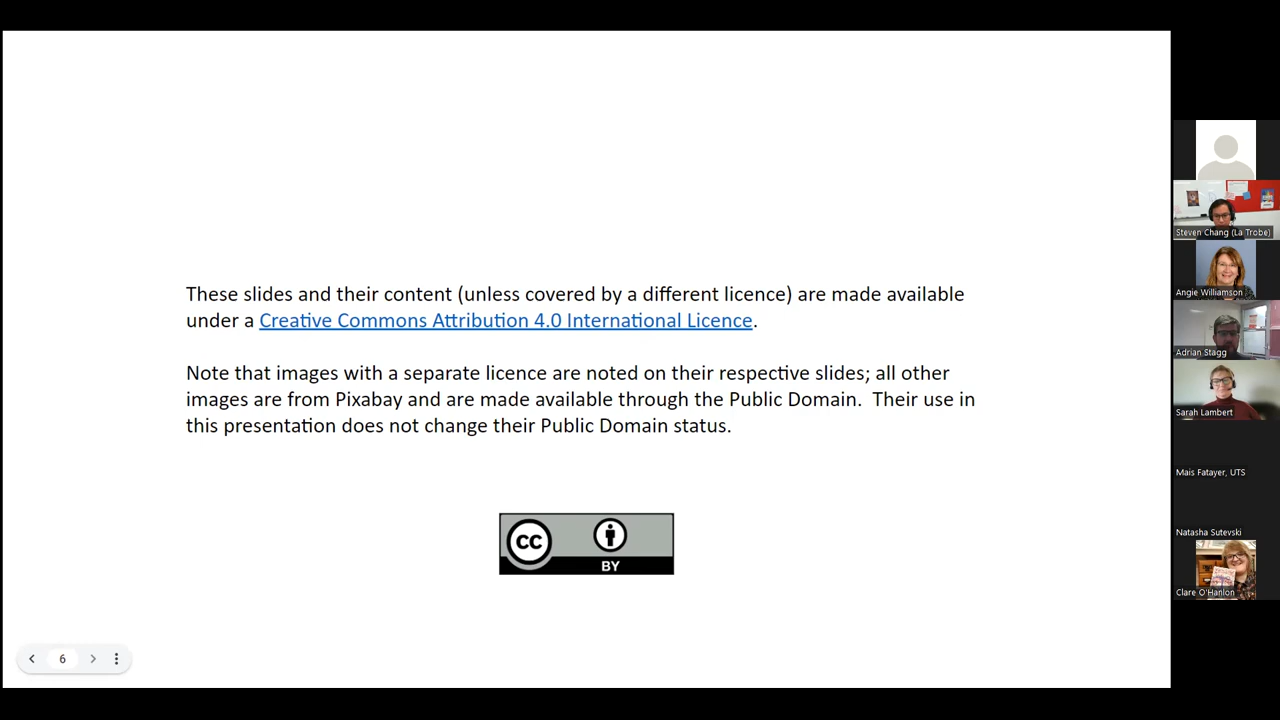 These slides and their content (unless covered by a different licence) are made available
under a Creative Commons Attribution 4.0 International Licence.
Note that images with a separate licence are noted on their respective slides; all other
images are from Pixabay and are made available through the Public Domain.  Their use in
this presentation does not change their Public Domain status.
CC
BY
6
Steven Chang (La Trobe)
Angie Williamson
Adrian Stagg
Sarah Lambert
Mais Fatayer, UTS
Natasha Sutevski
Clare O'Hanlon